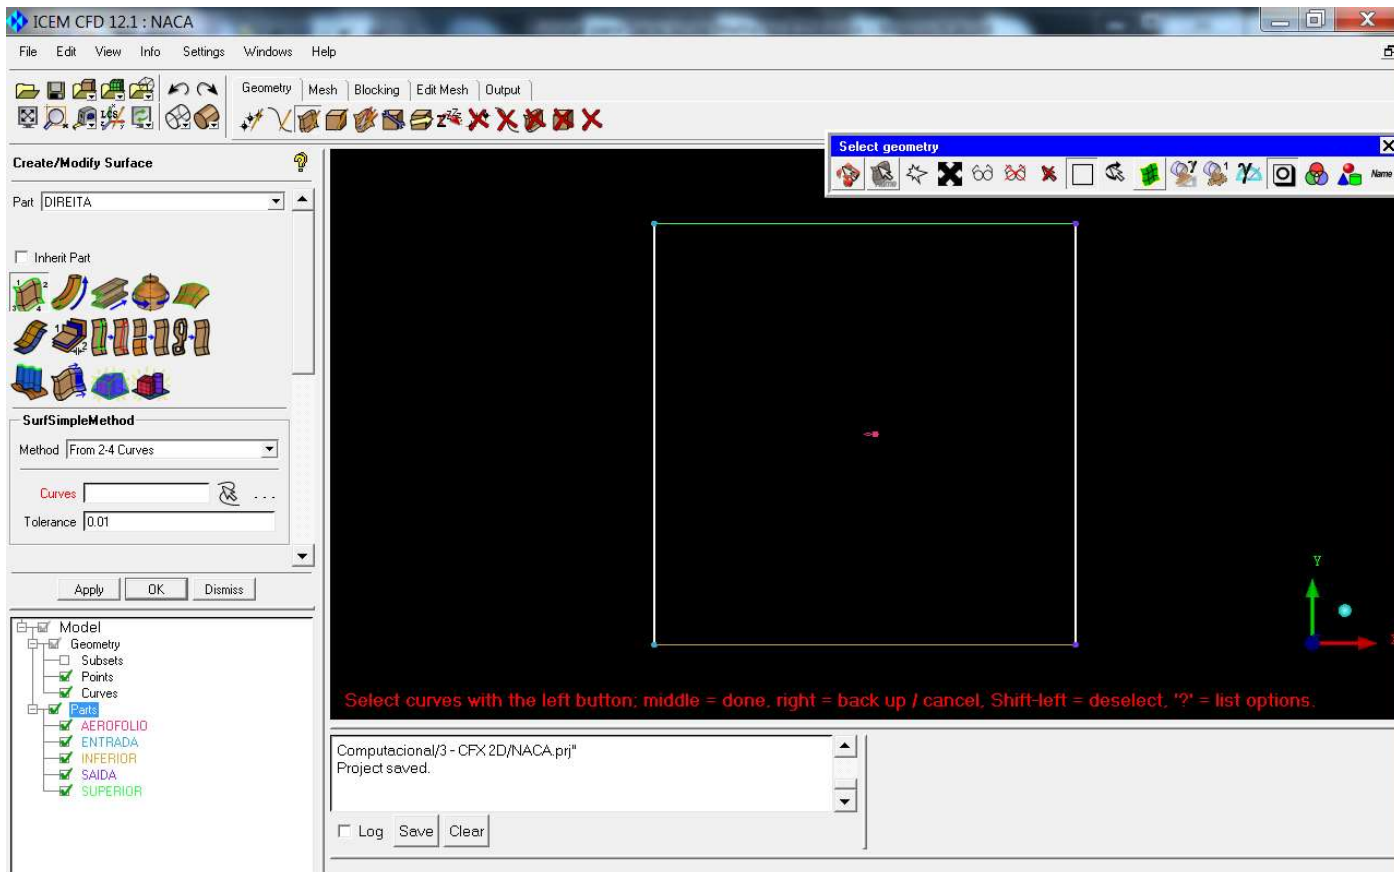 ICEM CFD 12.1 : NACA
File Edit View Info Settings Windows Help
Geometry Mesh Blocking Edit Mesh Output
Select geometry
Name
Create/Modify Surface
Part DIREITA
Inherit Part
SurfSimpleMethod
Method From 2-4 Curves
Curves ...
Tolerance 0.01
Apply OK Dismiss
Model
Geometry
Subsets
Points
Curves
Parts
AEROFOLIO
ENTRADA
INFERIOR
SAIDA
SUPERIOR
Y
Select curves with the left button; middle = done, right = back up / cancel, Shift-left = deselect, '?' = list options.
Computacional/3 - CFX 2D/NACA.prj"
Project saved.
Log Save Clear